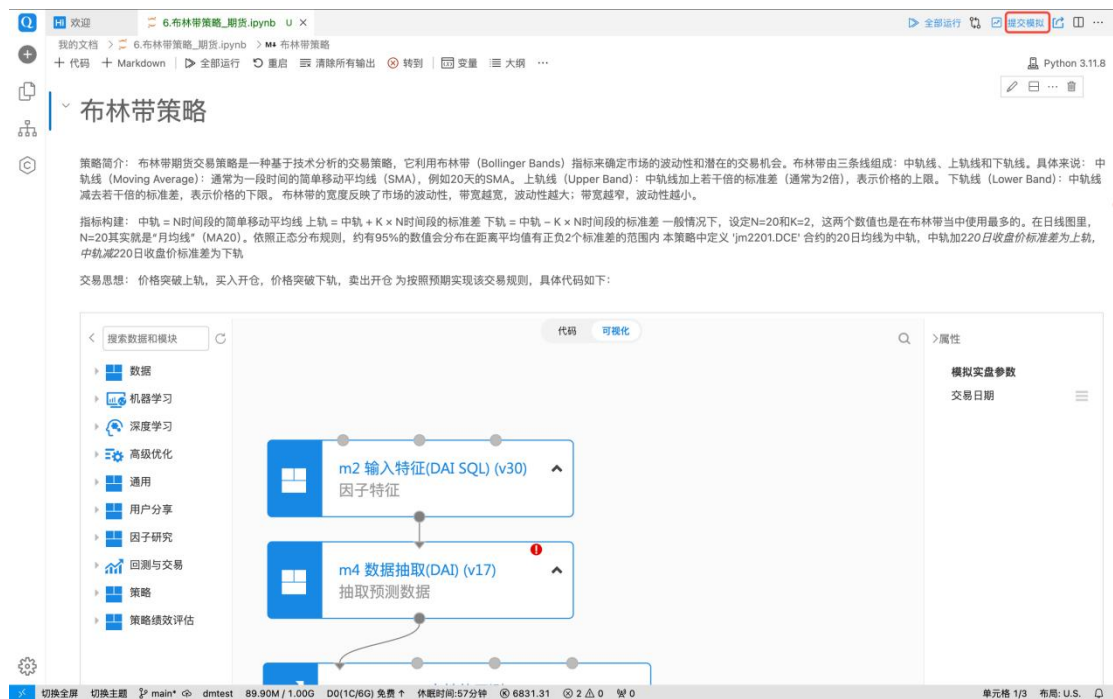 Q HI 欢迎 6.布林带策略_期货.ipynb U × 全部运行 提交模拟 ···
我的文档 > 6.布林带策略_期货.ipynb > M↓ 布林带策略
+ 代码 + Markdown 全部运行 重启 清除所有输出 转到 变量 大纲 ··· Python 3.11.8
布林带策略
策略简介： 布林带期货交易策略是一种基于技术分析的交易策略，它利用布林带（Bollinger Bands）指标来确定市场的波动性和潜在的交易机会。布林带由三条线组成：中轨线、上轨线和下轨线。具体来说： 中
轨线（Moving Average）：通常为一段时间的简单移动平均线（SMA），例如20天的SMA。 上轨线（Upper Band）：中轨线加上若干倍的标准差（通常为2倍），表示价格的上限。 下轨线（Lower Band）：中轨线
减去若干倍的标准差，表示价格的下限。 布林带的宽度反映了市场的波动性，带宽越宽，波动性越大；带宽越窄，波动性越小。
指标构建： 中轨 = N时间段的简单移动平均线 上轨 = 中轨 + K × N时间段的标准差 下轨 = 中轨 − K × N时间段的标准差 一般情况下，设定N=20和K=2，这两个数值也是在布林带当中使用最多的。在日线图里，
N=20其实就是“月均线”（MA20）。依照正态分布规则，约有95%的数值会分布在距离平均值有正负2个标准差的范围内 本策略中定义 'jm2201.DCE' 合约的20日均线为中轨，中轨加220日收盘价标准差为上轨，
中轨减220日收盘价标准差为下轨
交易思想： 价格突破上轨，买入开仓，价格突破下轨，卖出开仓 为按照预期实现该交易规则，具体代码如下：
搜索数据和模块
代码 可视化
>属性
数据
机器学习
深度学习
高级优化
通用
用户分享
因子研究
回测与交易
策略
策略绩效评估
模拟实盘参数
交易日期
m2 输入特征(DAI SQL) (v30)
因子特征
m4 数据抽取(DAI) (v17)
抽取预测数据
切换全屏 切换主题 main* dmtest 89.90M / 1.00G D0(1C/6G) 免费 ↑ 休眠时间:57分钟 6831.31 2 0 0 单元格 1/3 布局: U.S.